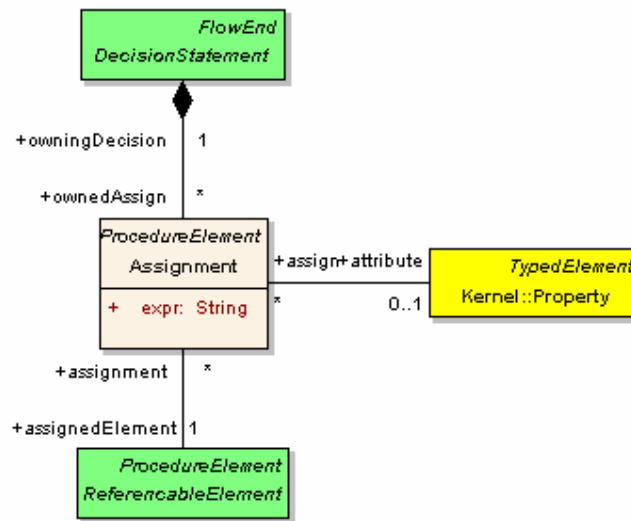 FlowEnd
DecisionStatement
+owningDecision 1
+ownedAssign *
ProcedureElement
Assignment
+ expr: String
+assign +attribute
* 0..1
TypedElement
Kernel::Property
+assignment *
+assignedElement 1
ProcedureElement
ReferencableElement